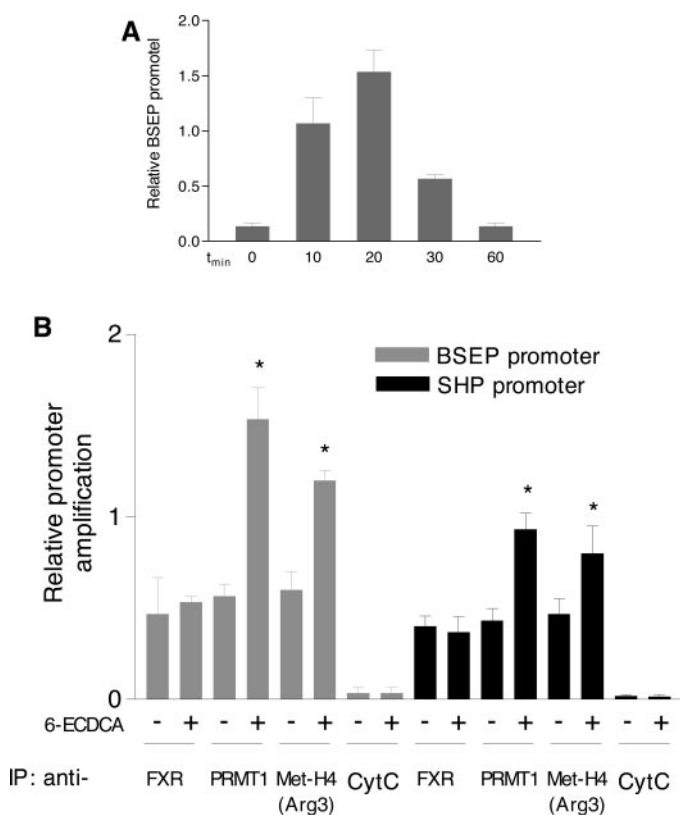 A
Relative BSEP promotel
2.0
1.5
1.0
0.5
0.0
tmin 0 10 20 30 60
B
Relative promoter
amplification
2
1
0
BSEP promoter
SHP promoter
* * * *
6-ECDCA - + - + - + - + - + - + - + - +
IP: anti- FXR PRMT1 Met-H4 CytC FXR PRMT1 Met-H4 CytC
(Arg3) (Arg3)